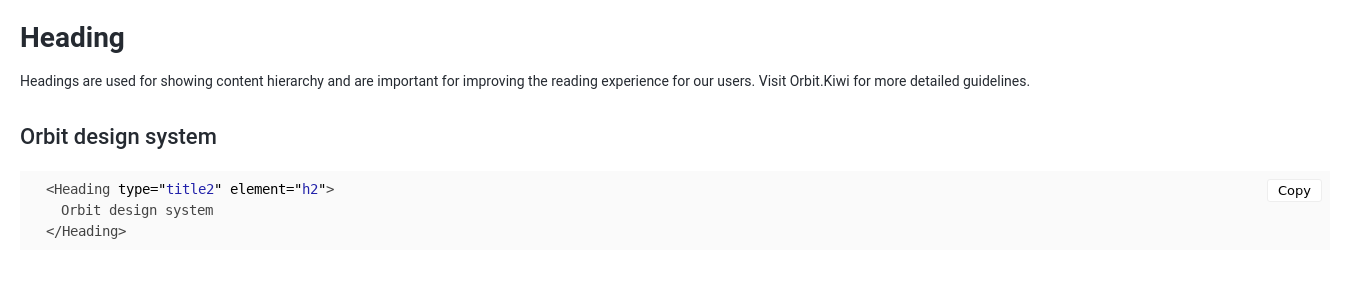 Heading
Headings are used for showing content hierarchy and are important for improving the reading experience for our users. Visit Orbit.Kiwi for more detailed guidelines.
Orbit design system
<Heading type="title2" element="h2">
Copy
Orbit design system
</Heading>